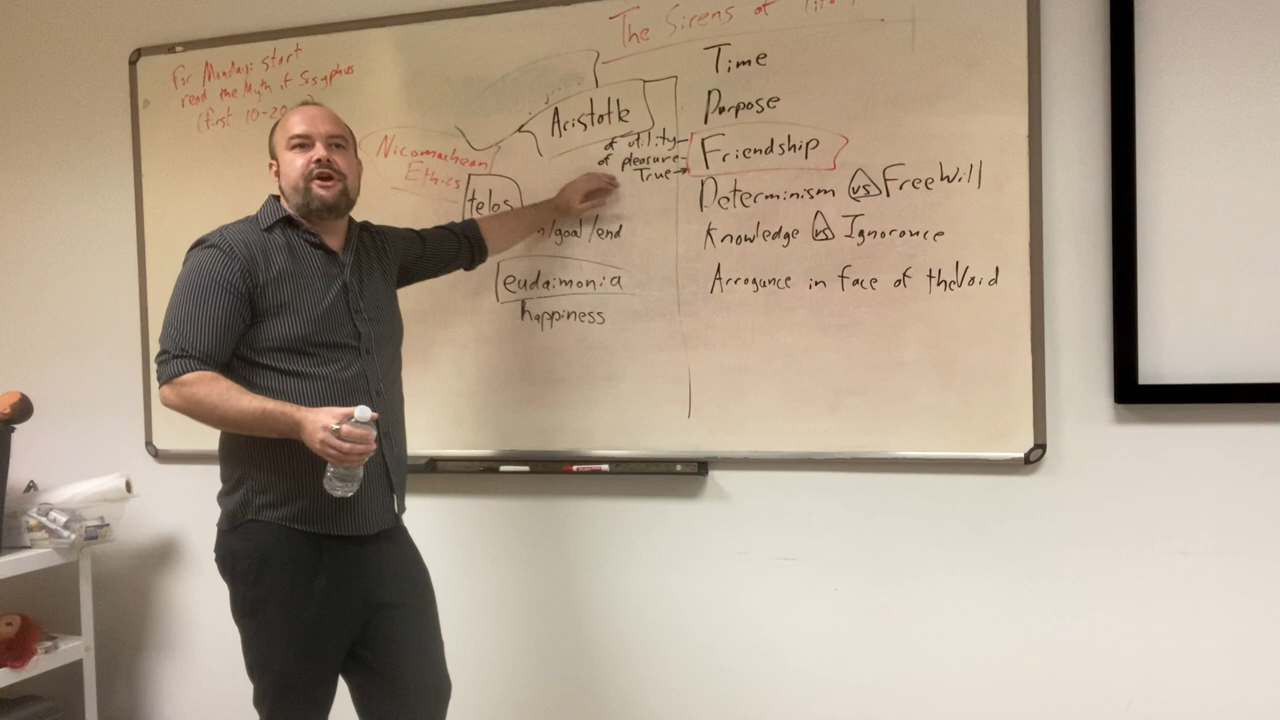 For Monday: start
read the Myth of Sisyphus
(first 10-20
Nicomachean
Ethics
telos
n/goal/end
eudaimonia
happiness
Aristotle
of utility
of pleasure
True
The Sirens of
Time
Purpose
Friendship
Determinism vs Free Will
Knowledge vs Ignorance
Arrogance in face of the Void